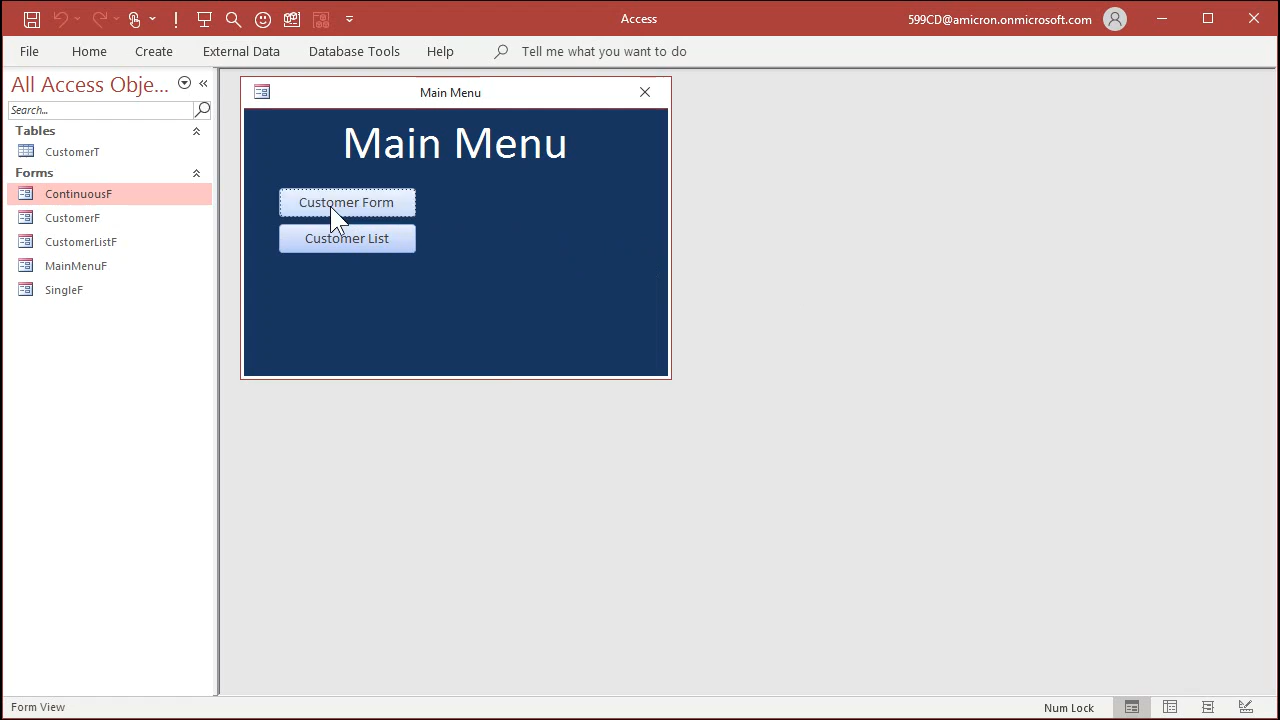 Access
599CD@amicron.onmicrosoft.com
File Home Create External Data Database Tools Help Tell me what you want to do
All Access Obje...
Search...
Tables
CustomerT
Forms
ContinuousF
CustomerF
CustomerListF
MainMenuF
SingleF
Main Menu
Main Menu
Customer Form
Customer List
Form View
Num Lock